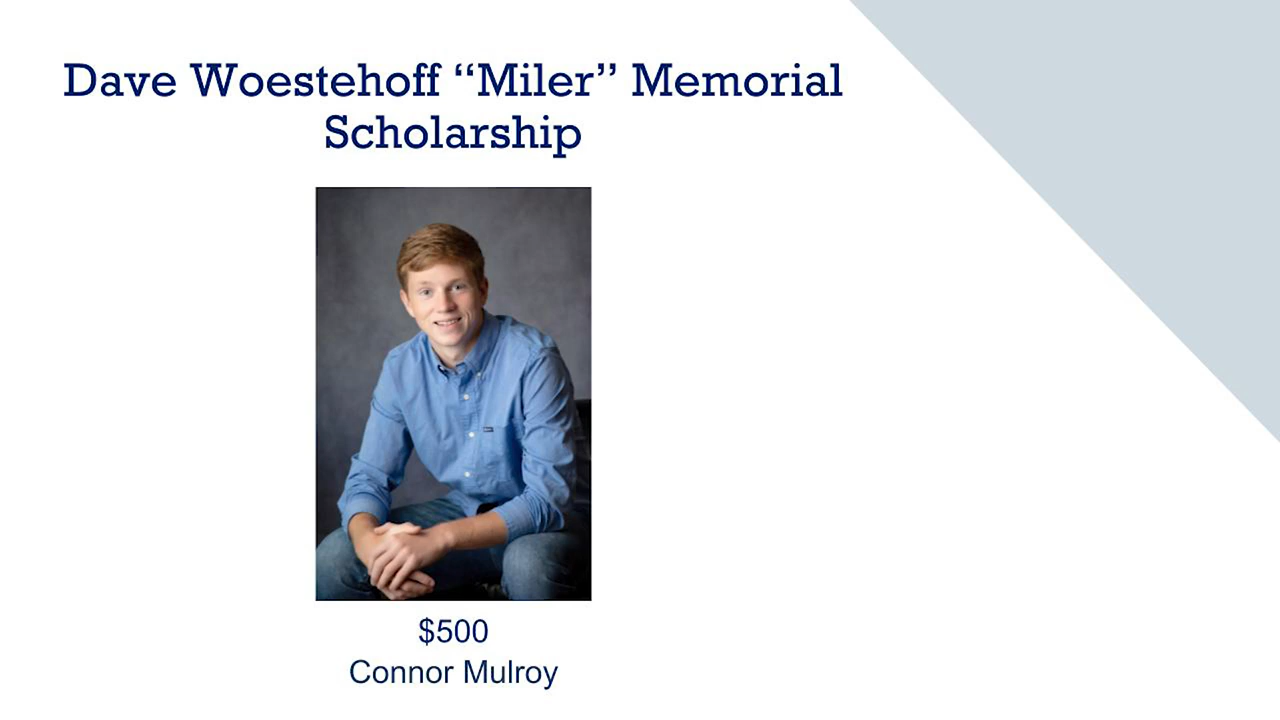 Dave Woestehoff “Miler” Memorial
Scholarship
$500
Connor Mulroy